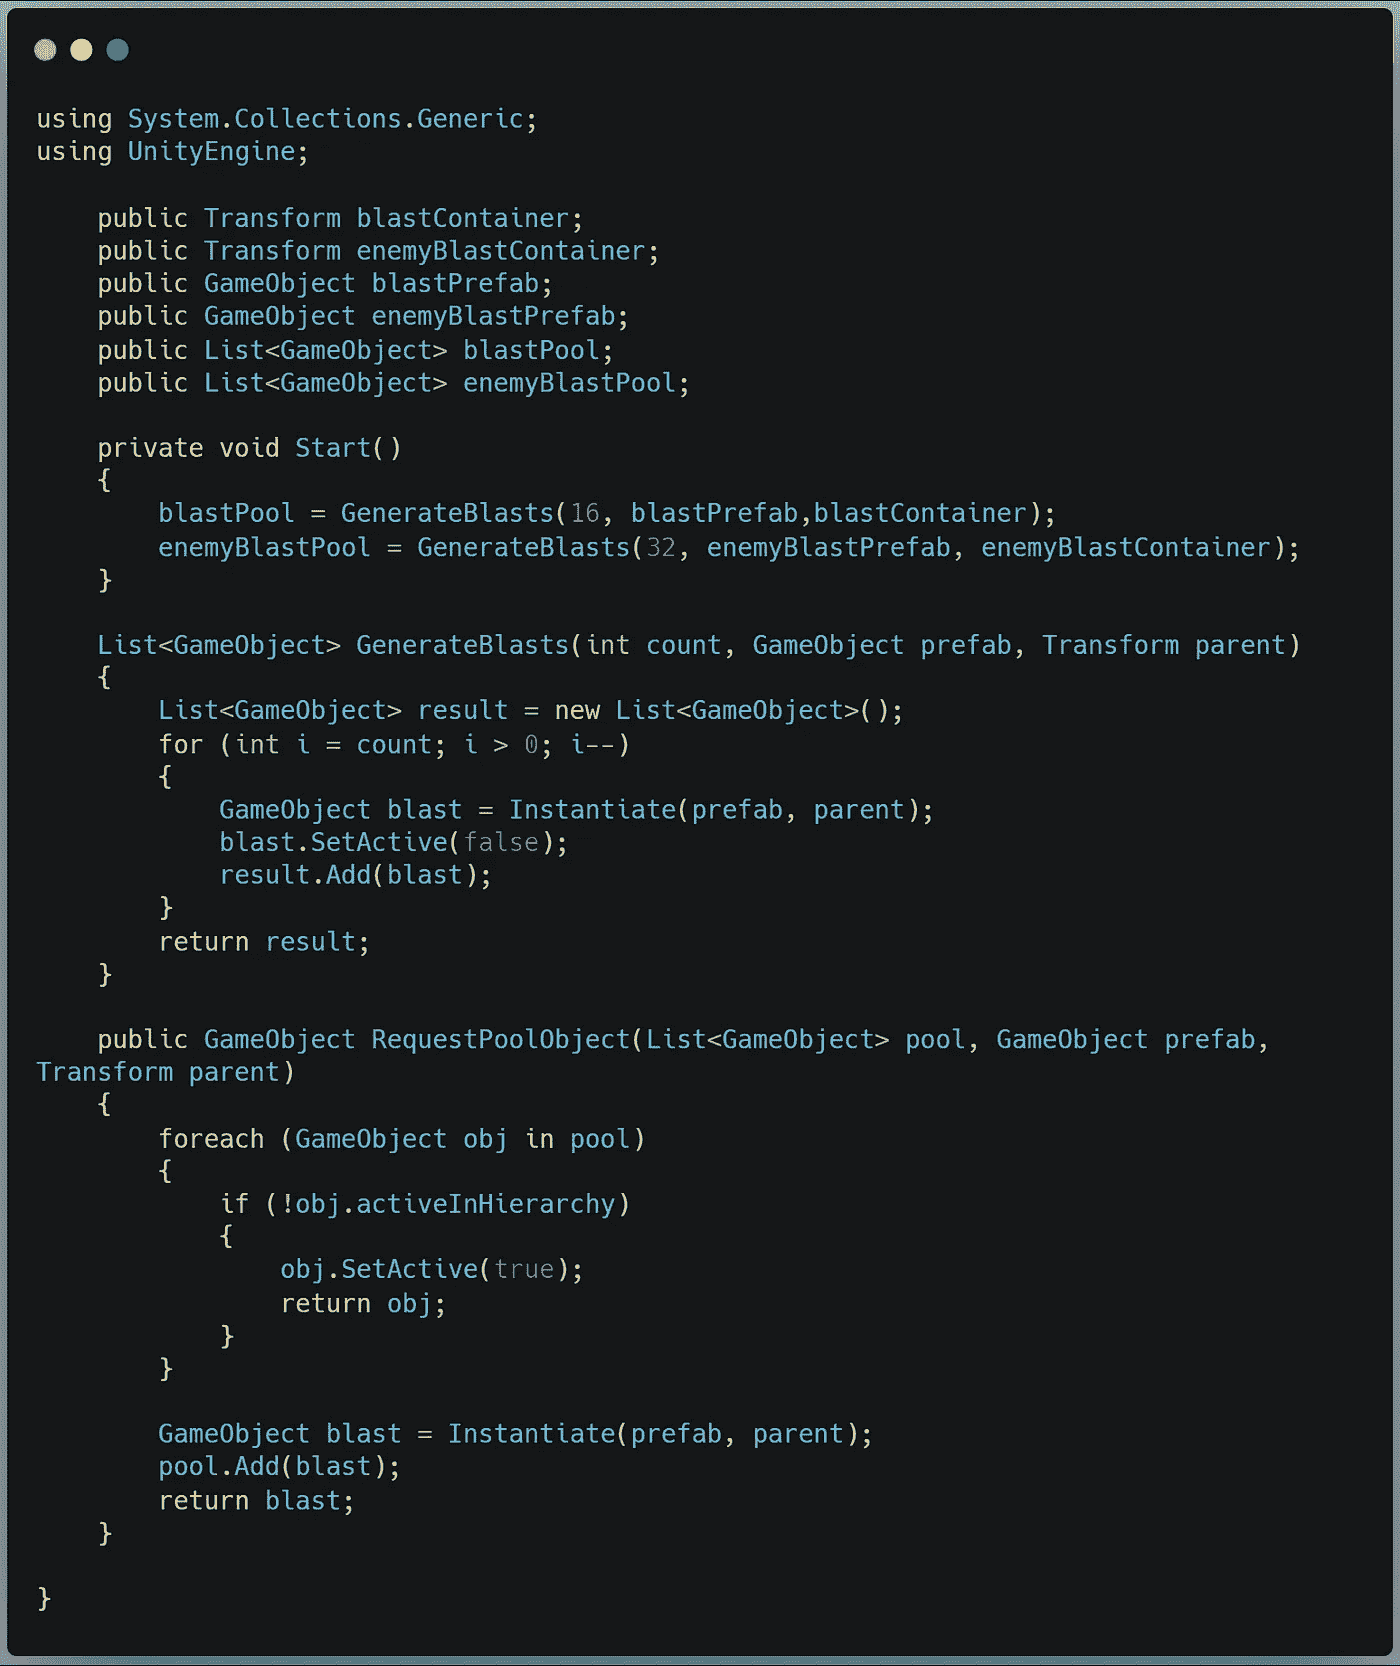 using System.Collections.Generic;
using UnityEngine;

    public Transform blastContainer;
    public Transform enemyBlastContainer;
    public GameObject blastPrefab;
    public GameObject enemyBlastPrefab;
    public List<GameObject> blastPool;
    public List<GameObject> enemyBlastPool;

    private void Start()
    {
        blastPool = GenerateBlasts(16, blastPrefab,blastContainer);
        enemyBlastPool = GenerateBlasts(32, enemyBlastPrefab, enemyBlastContainer);
    }

    List<GameObject> GenerateBlasts(int count, GameObject prefab, Transform parent)
    {
        List<GameObject> result = new List<GameObject>();
        for (int i = count; i > 0; i--)
        {
            GameObject blast = Instantiate(prefab, parent);
            blast.SetActive(false);
            result.Add(blast);
        }
        return result;
    }

    public GameObject RequestPoolObject(List<GameObject> pool, GameObject prefab,
Transform parent)
    {
        foreach (GameObject obj in pool)
        {
            if (!obj.activeInHierarchy)
            {
                obj.SetActive(true);
                return obj;
            }
        }

        GameObject blast = Instantiate(prefab, parent);
        pool.Add(blast);
        return blast;
    }

}